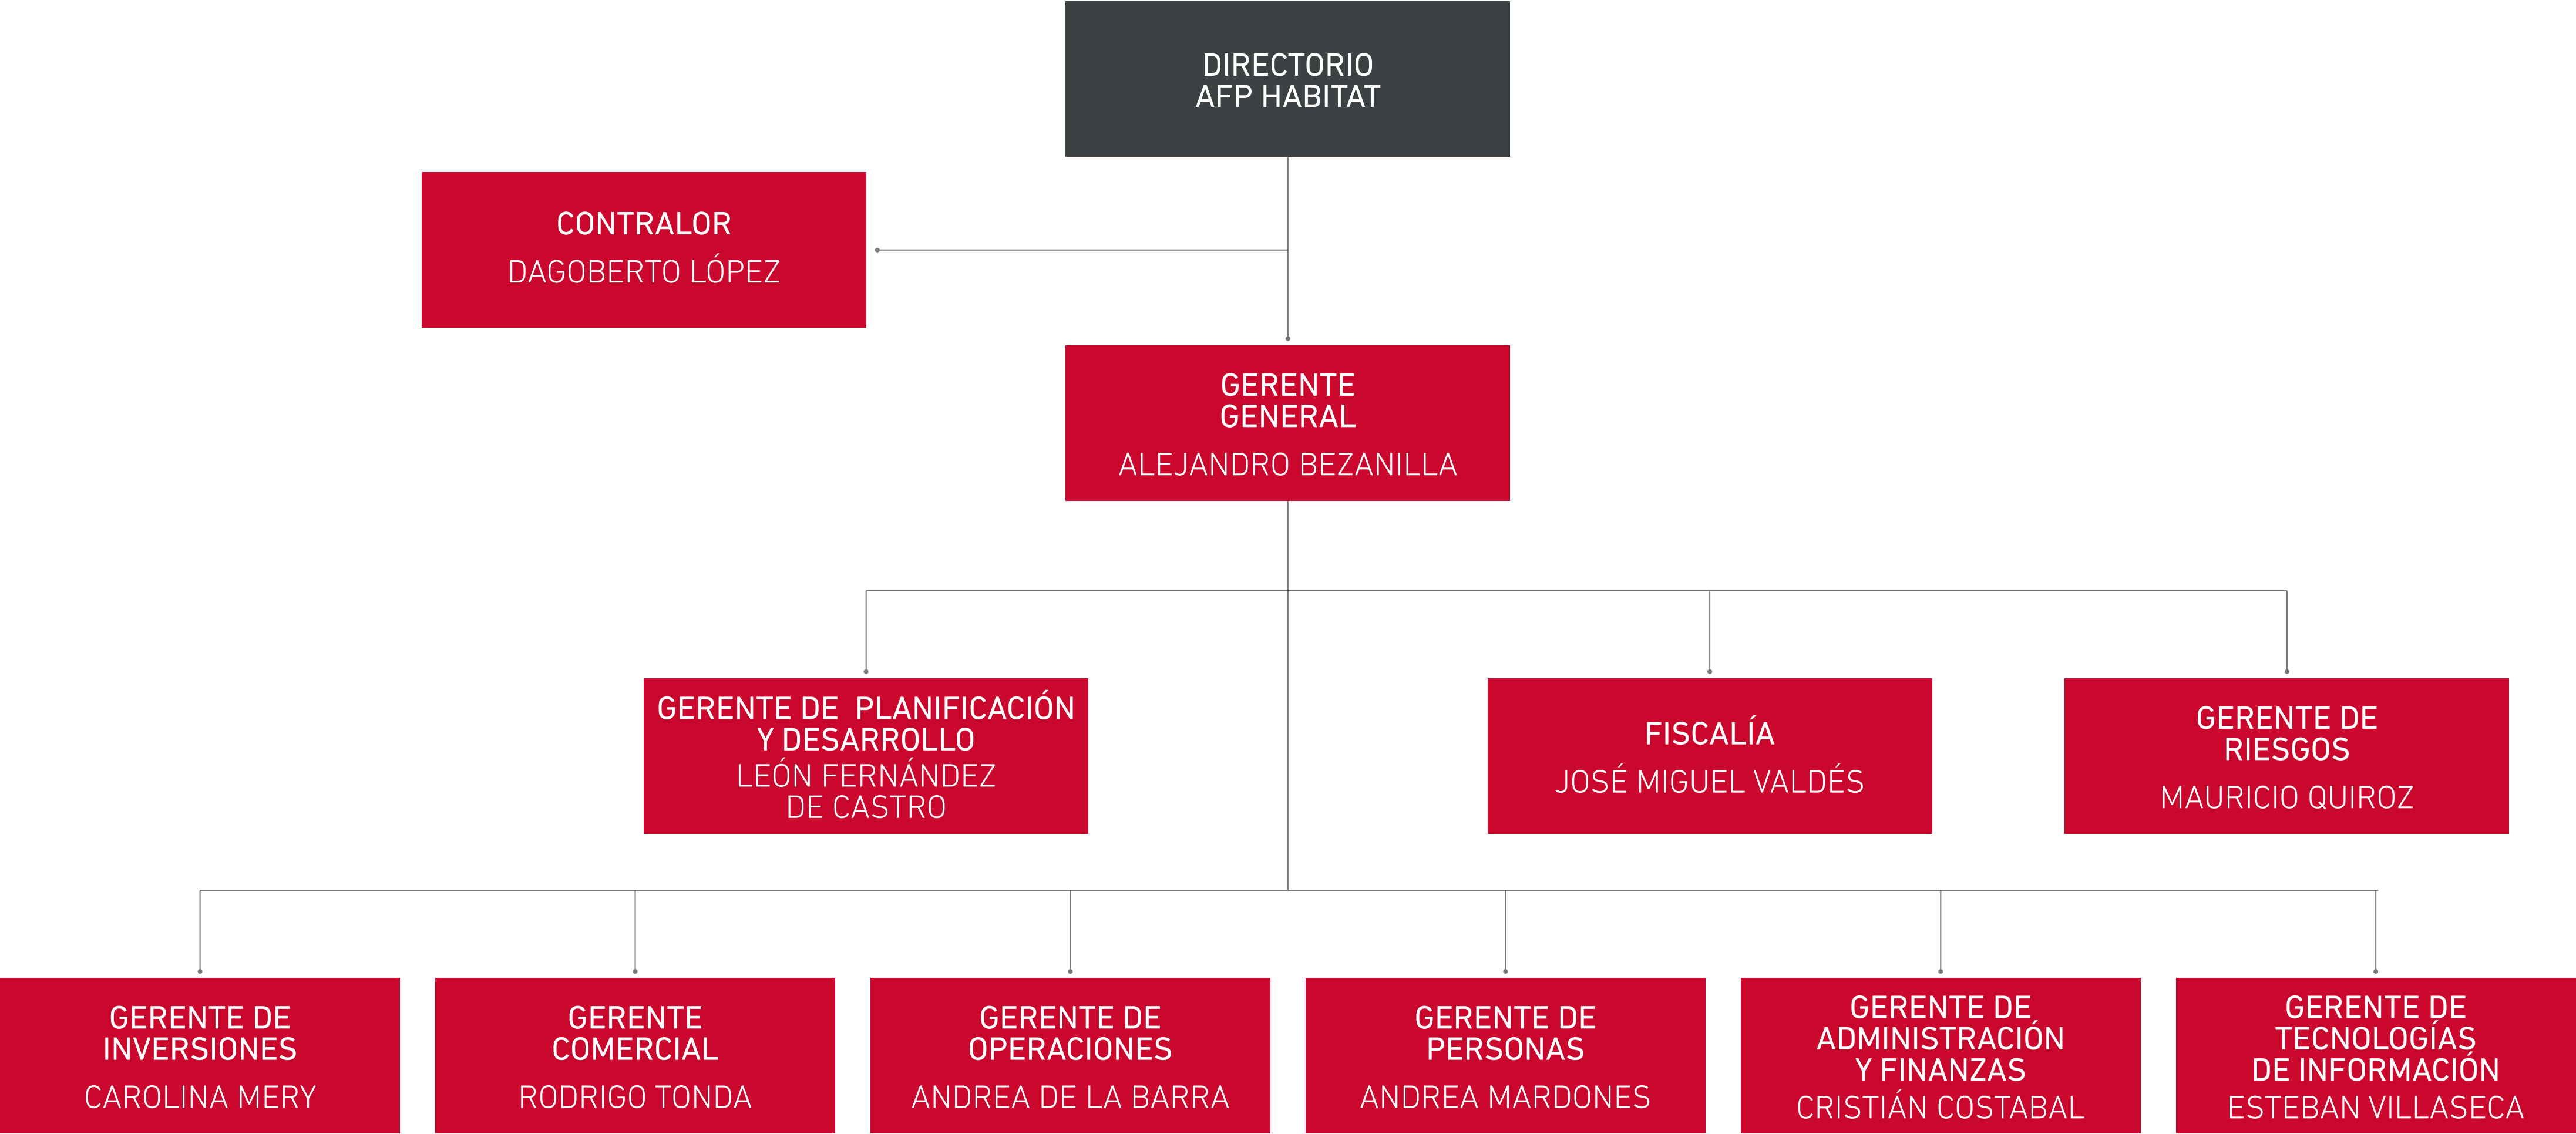 DIRECTORIO
AFP HABITAT
CONTRALOR
DAGOBERTO LÓPEZ
GERENTE
GENERAL
ALEJANDRO BEZANILLA
GERENTE DE PLANIFICACIÓN
Y DESARROLLO
LEÓN FERNÁNDEZ
DE CASTRO
FISCALÍA
JOSÉ MIGUEL VALDÉS
GERENTE DE
RIESGOS
MAURICIO QUIROZ
GERENTE DE
INVERSIONES
CAROLINA MERY
GERENTE
COMERCIAL
RODRIGO TONDA
GERENTE DE
OPERACIONES
ANDREA DE LA BARRA
GERENTE DE
PERSONAS
ANDREA MARDONES
GERENTE DE
ADMINISTRACIÓN
Y FINANZAS
CRISTIÁN COSTABAL
GERENTE DE
TECNOLOGÍAS
DE INFORMACIÓN
ESTEBAN VILLASECA